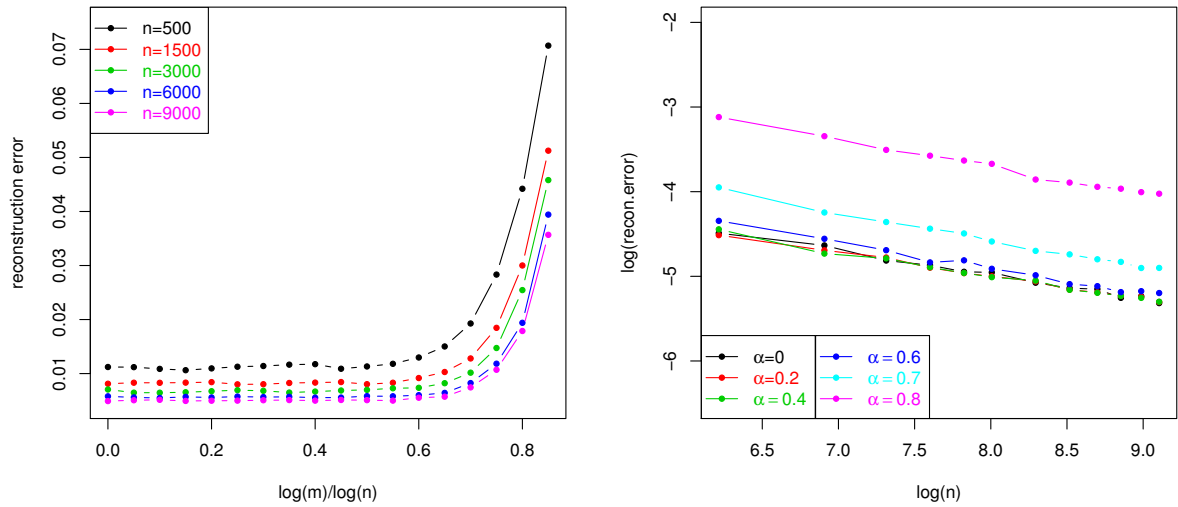 n=500
n=1500
n=3000
n=6000
n=9000
reconstruction error
0.07
0.06
0.05
0.04
0.03
0.02
0.01
0.0
0.2
0.4
0.6
0.8
log(m)/log(n)
log(recon.error)
-2
-3
-4
-5
-6
α=0
α=0.2
α=0.4
α=0.6
α=0.7
α=0.8
6.5
7.0
7.5
8.0
8.5
9.0
log(n)